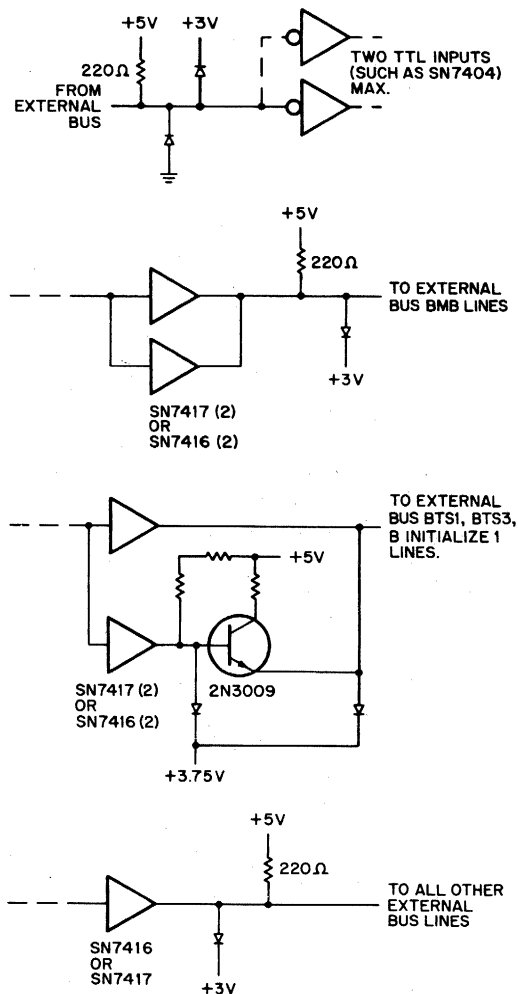 +5V
+3V
220Ω
FROM
EXTERNAL
BUS
TWO TTL INPUTS
(SUCH AS SN7404)
MAX.
+5V
220Ω
TO EXTERNAL
BUS BMB LINES
+3V
SN7417 (2)
OR
SN7416 (2)
TO EXTERNAL
BUS BTS1, BTS3,
B INITIALIZE 1
LINES.
+5V
2N3009
SN7417 (2)
OR
SN7416 (2)
+3.75V
+5V
220Ω
TO ALL OTHER
EXTERNAL
BUS LINES
SN7416
OR
SN7417
+3V